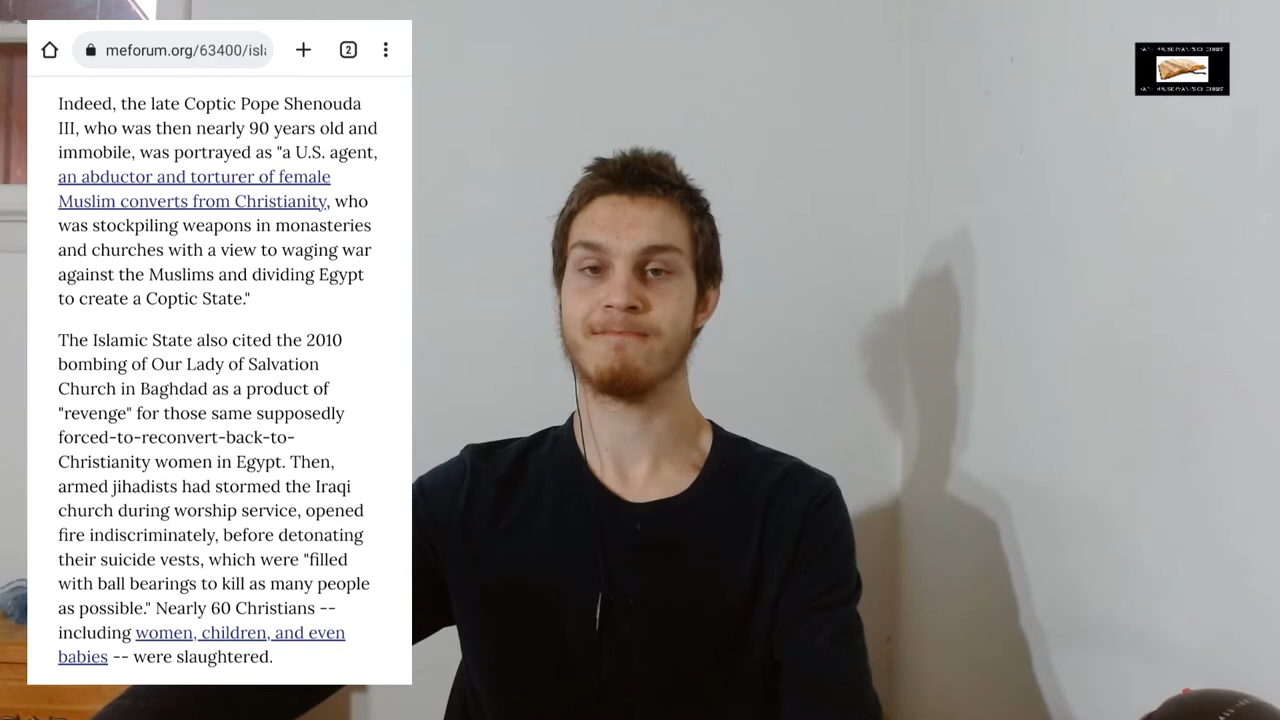 meforum.org/63400/isl
2
Indeed, the late Coptic Pope Shenouda
III, who was then nearly 90 years old and
immobile, was portrayed as "a U.S. agent,
an abductor and torturer of female
Muslim converts from Christianity, who
was stockpiling weapons in monasteries
and churches with a view to waging war
against the Muslims and dividing Egypt
to create a Coptic State."
The Islamic State also cited the 2010
bombing of Our Lady of Salvation
Church in Baghdad as a product of
"revenge" for those same supposedly
forced-to-reconvert-back-to-
Christianity women in Egypt. Then,
armed jihadists had stormed the Iraqi
church during worship service, opened
fire indiscriminately, before detonating
their suicide vests, which were "filled
with ball bearings to kill as many people
as possible." Nearly 60 Christians --
including women, children, and even
babies -- were slaughtered.